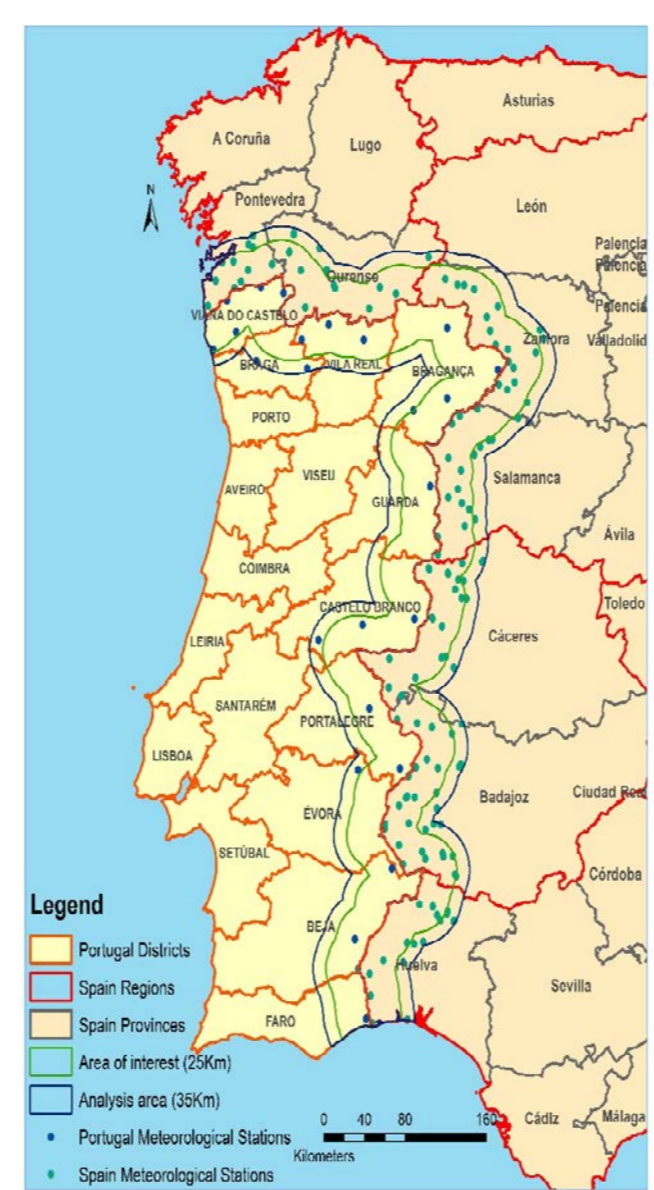 Asturias
A Coruña
Lugo
León
N
Pontevedra
Palencia
Palencia
Ourense
Palencia
VIANA DO CASTELO
Zamora
Valladolid
BRAGA
VILA REAL
BRAGANÇA
PORTO
VISEU
Salamanca
AVEIRO
GUARDA
Ávila
COIMBRA
Toledo
CASTELO BRANCO
Cáceres
LEIRIA
SANTARÉM
PORTALEGRE
LISBOA
Badajoz
Ciudad Real
ÉVORA
SETÚBAL
Córdoba
Legend
BEJA
Portugal Districts
Huelva
Spain Regions
Sevilla
Spain Provinces
FARO
Area of interest (25Km)
Analysis area (35Km)
0 40 80 160
Cádiz
Málaga
Portugal Meteorological Stations
Kilometers
Spain Meteorological Stations